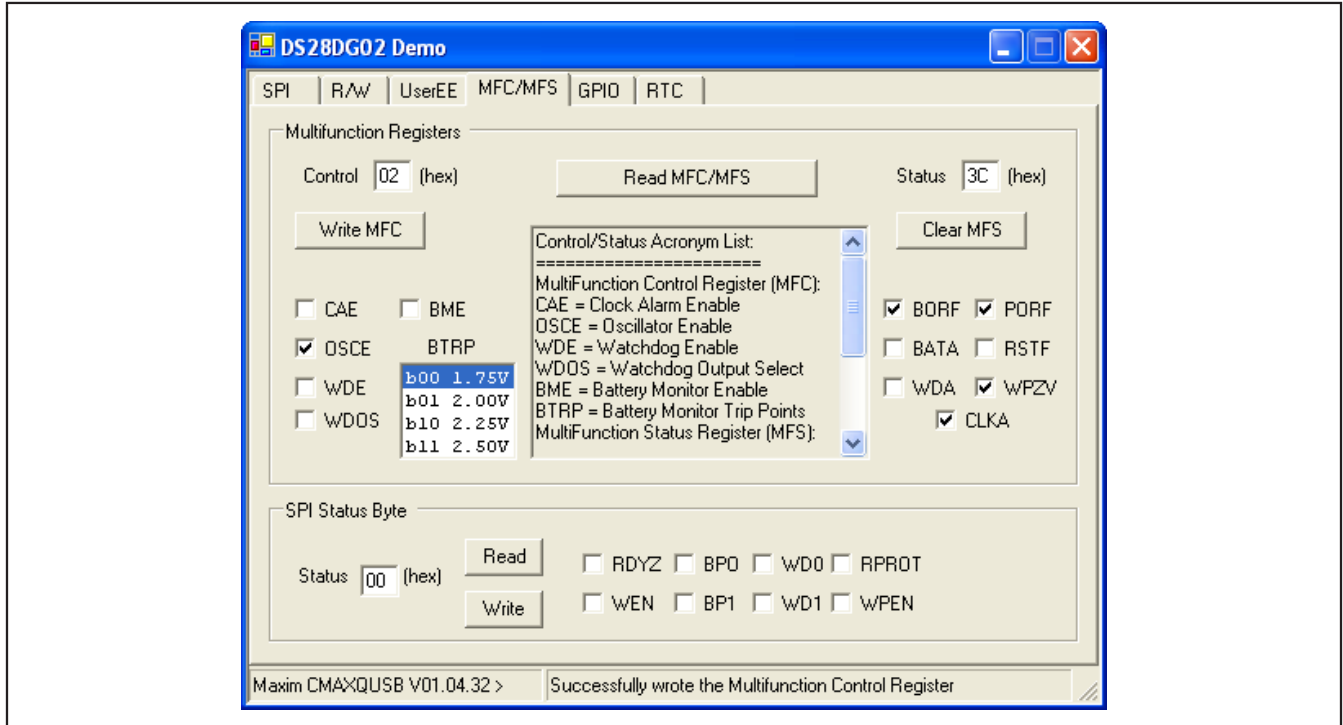 DS28DG02 Demo
SPI R/W UserEE MFC/MFS GPIO RTC
Multifunction Registers
Control 02 (hex)
Read MFC/MFS
Status 3C (hex)
Write MFC
Clear MFS
CAE BME
OSCE BTRP
WDE
WDOS
b00 1.75V
b01 2.00V
b10 2.25V
b11 2.50V
Control/Status Acronym List:
========================
MultiFunction Control Register (MFC):
CAE = Clock Alarm Enable
OSCE = Oscillator Enable
WDE = Watchdog Enable
WDOS = Watchdog Output Select
BME = Battery Monitor Enable
BTRP = Battery Monitor Trip Points
MultiFunction Status Register (MFS):
BORF PORF
BATA RSTF
WDA WPZV
CLKA
SPI Status Byte
Status 00 (hex)
Read
Write
RDYZ BP0 WD0 RPROT
WEN BP1 WD1 WPEN
Maxim CMAXQUSB V01.04.32 >
Successfully wrote the Multifunction Control Register